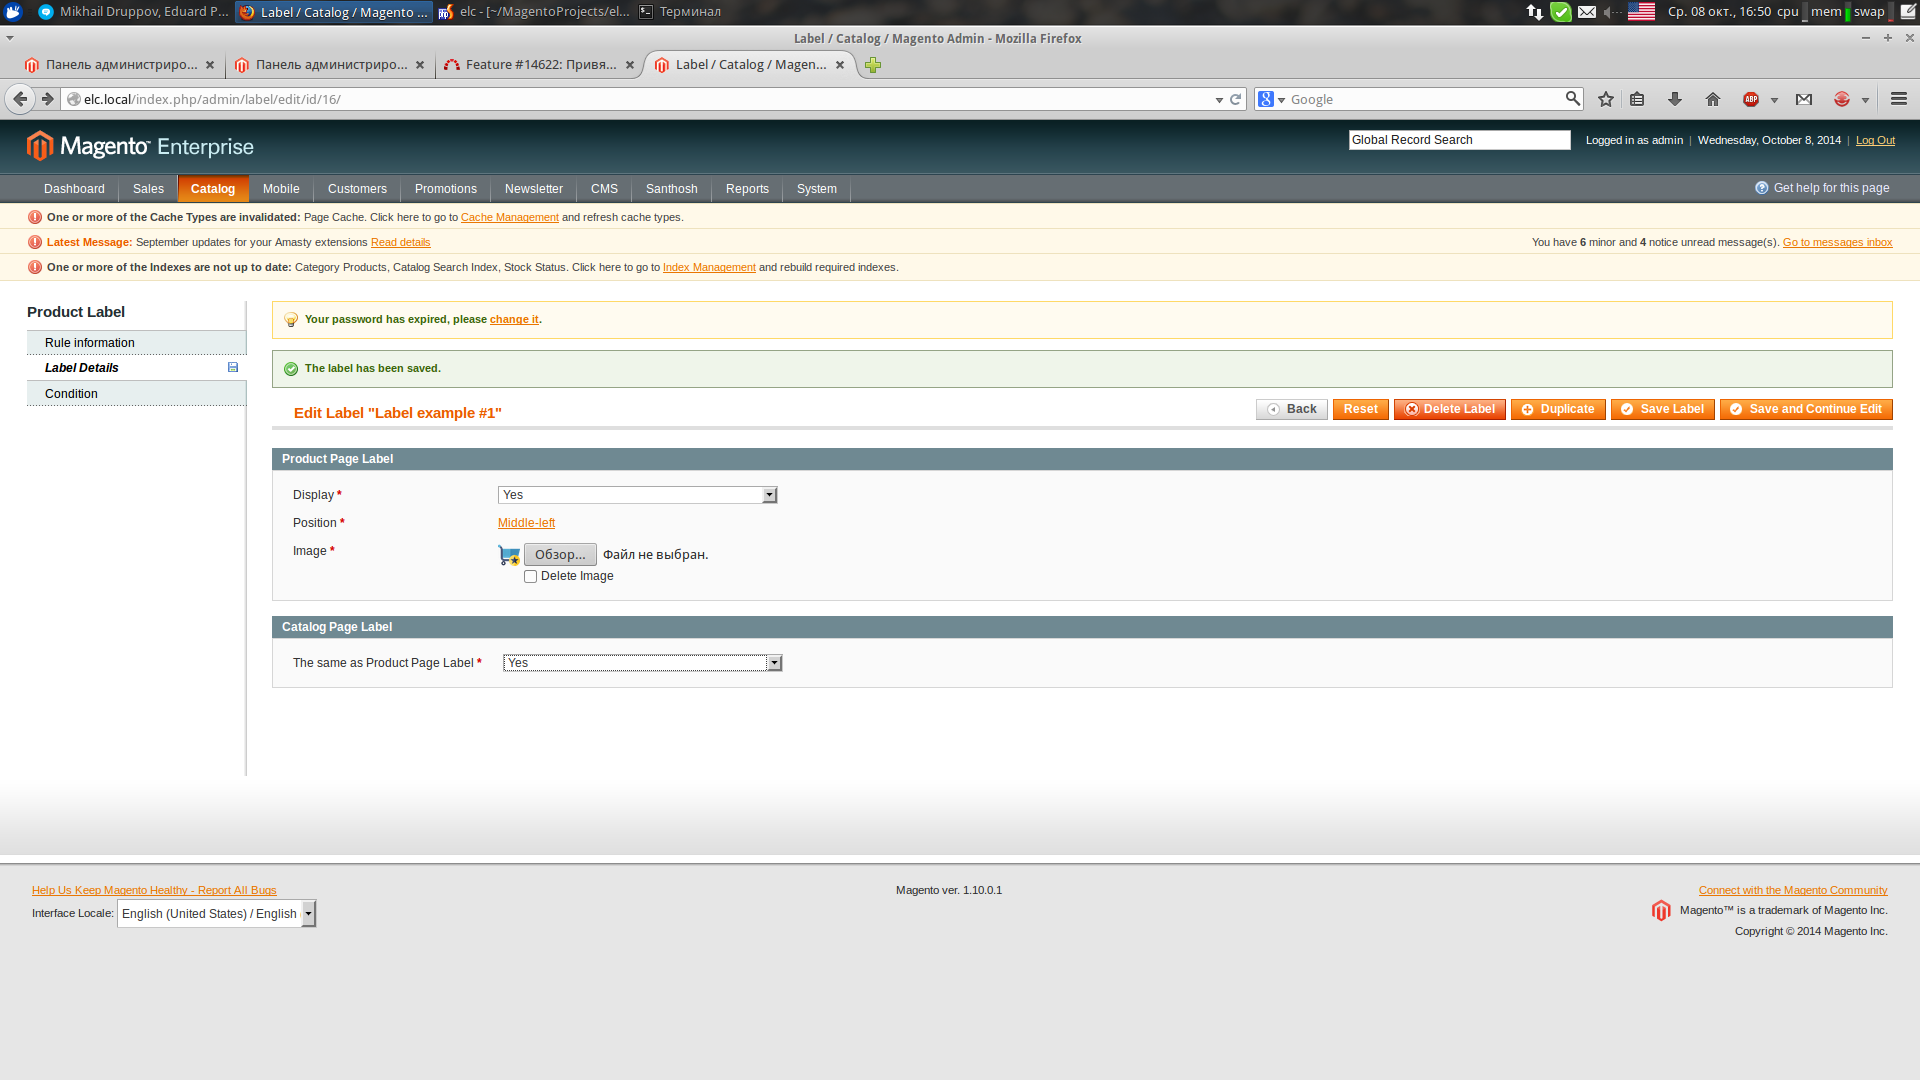 Mikhail Druppov, Eduard P...
Label / Catalog / Magento ...
elc - [~/MagentoProjects/el...
Терминал
Ср. 08 окт., 16:50 cpu mem swap
Label / Catalog / Magento Admin - Mozilla Firefox
Панель администриро...
Панель администриро...
Feature #14622: Привя...
Label / Catalog / Magen...
elc.local/index.php/admin/label/edit/id/16/
Google
ABP
Magento Enterprise
Global Record Search
Logged in as admin | Wednesday, October 8, 2014 | Log Out
Dashboard Sales Catalog Mobile Customers Promotions Newsletter CMS Santhosh Reports System
Get help for this page
One or more of the Cache Types are invalidated: Page Cache. Click here to go to Cache Management and refresh cache types.
Latest Message: September updates for your Amasty extensions Read details
You have 6 minor and 4 notice unread message(s). Go to messages inbox
One or more of the Indexes are not up to date: Category Products, Catalog Search Index, Stock Status. Click here to go to Index Management and rebuild required indexes.
Product Label
Rule information
Label Details
Condition
Your password has expired, please change it.
The label has been saved.
Edit Label "Label example #1"
Back Reset Delete Label Duplicate Save Label Save and Continue Edit
Product Page Label
Display * Yes
Position * Middle-left
Image * Обзор... Файл не выбран.
Delete Image
Catalog Page Label
The same as Product Page Label * Yes
Help Us Keep Magento Healthy - Report All Bugs
Interface Locale: English (United States) / English
Magento ver. 1.10.0.1
Connect with the Magento Community
Magento™ is a trademark of Magento Inc.
Copyright © 2014 Magento Inc.